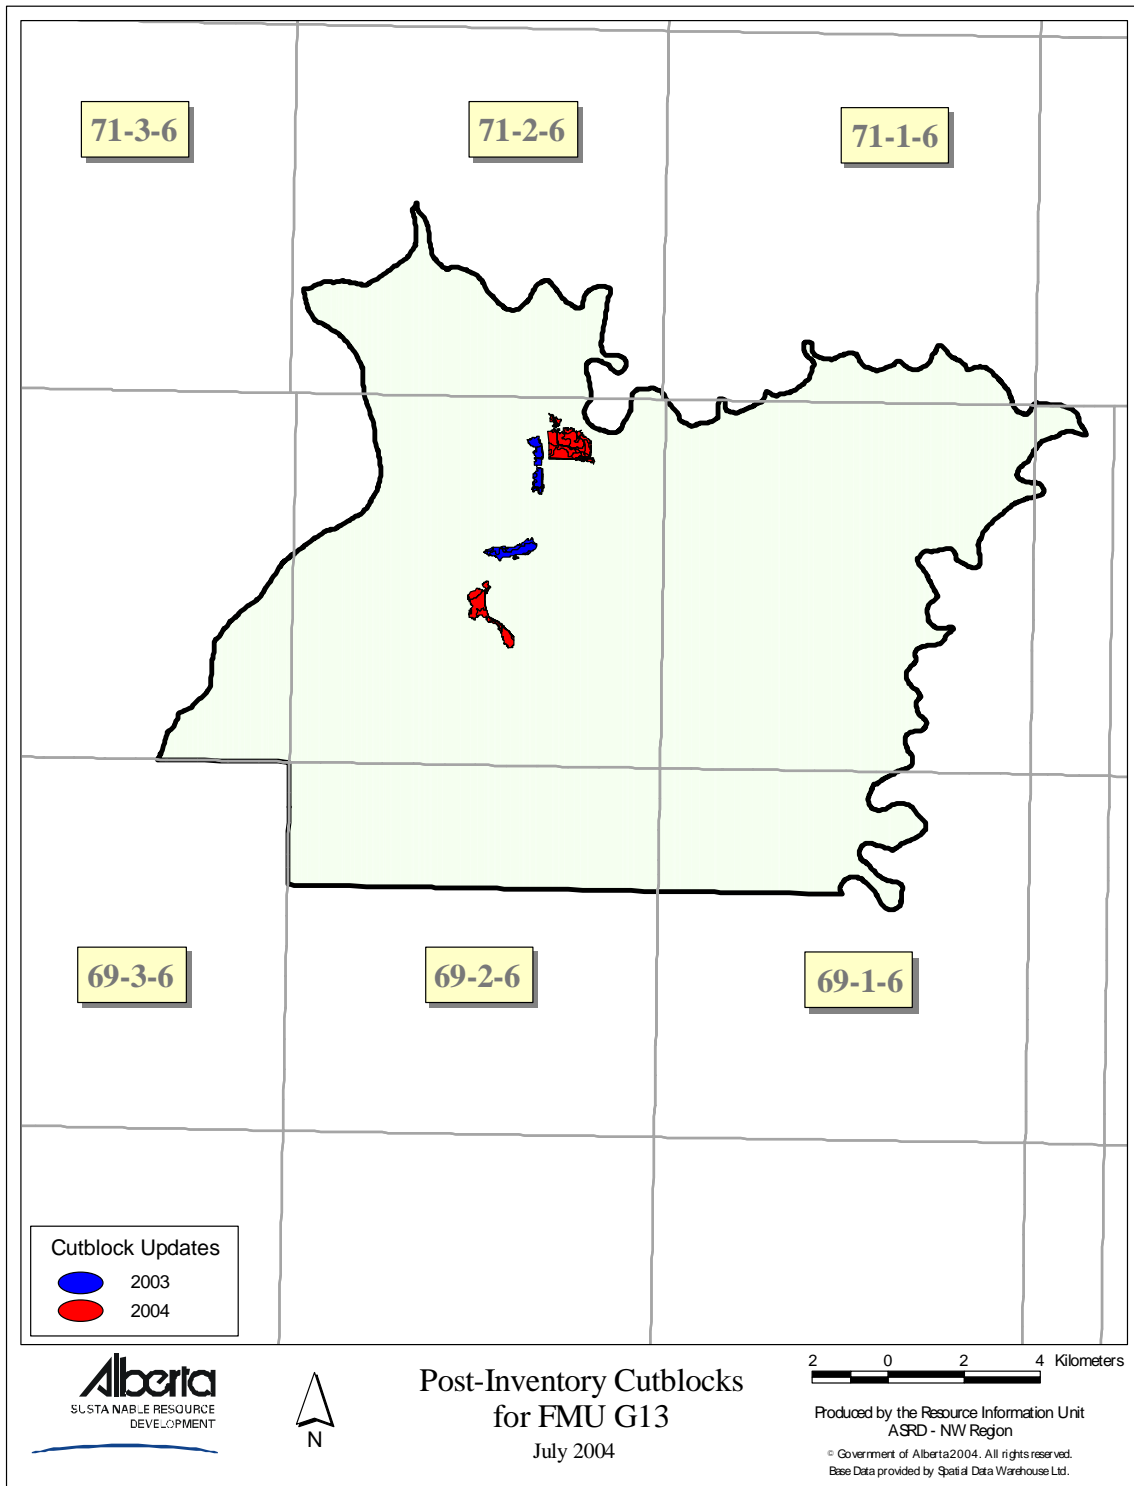 71-3-6
71-2-6
71-1-6
69-3-6
69-2-6
69-1-6
Cutblock Updates
2003
2004
Alberta
SUSTA NABLE RESOURCE
DEVELOPMENT
N
Post-Inventory Cutblocks
for FMU G13
July 2004
2 0 2 4 Kilometers
Produced by the Resource Information Unit
ASRD - NW Region
© Government of Alberta 2004. All rights reserved.
Base Data provided by Spatial Data Warehouse Ltd.